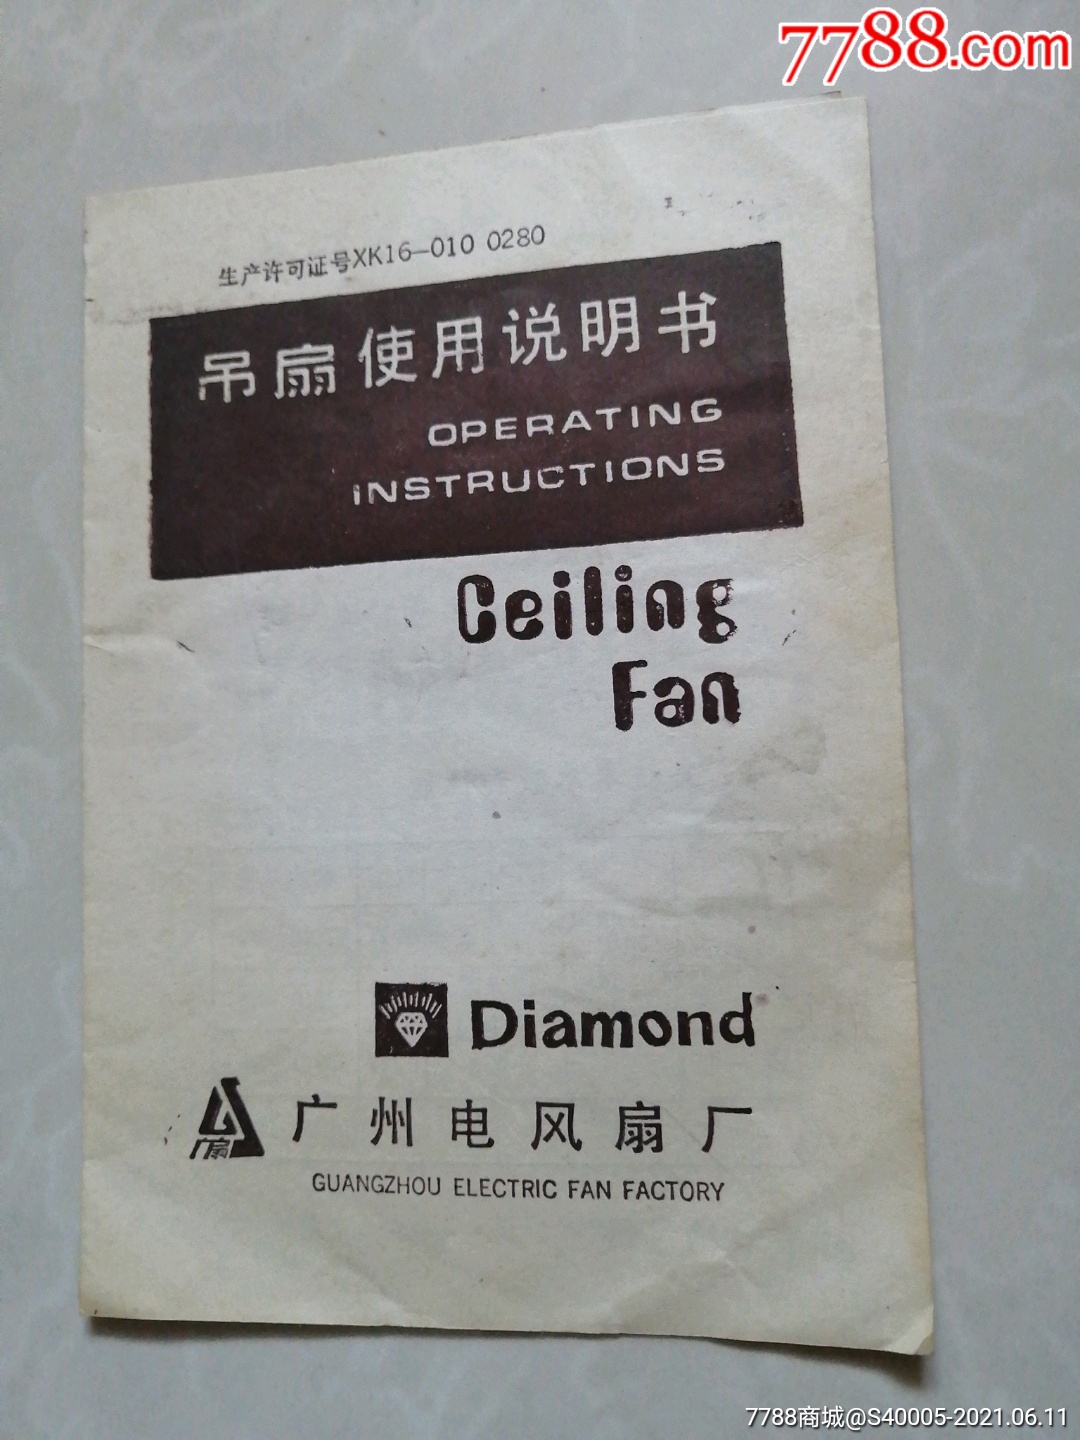 7788.com
生产许可证号XK16-010 0280
吊扇使用说明书
OPERATING
INSTRUCTIONS
Ceiling
Fan
Diamond
广扇
广州电风扇厂
GUANGZHOU ELECTRIC FAN FACTORY
7788商城@S40005-2021.06.11